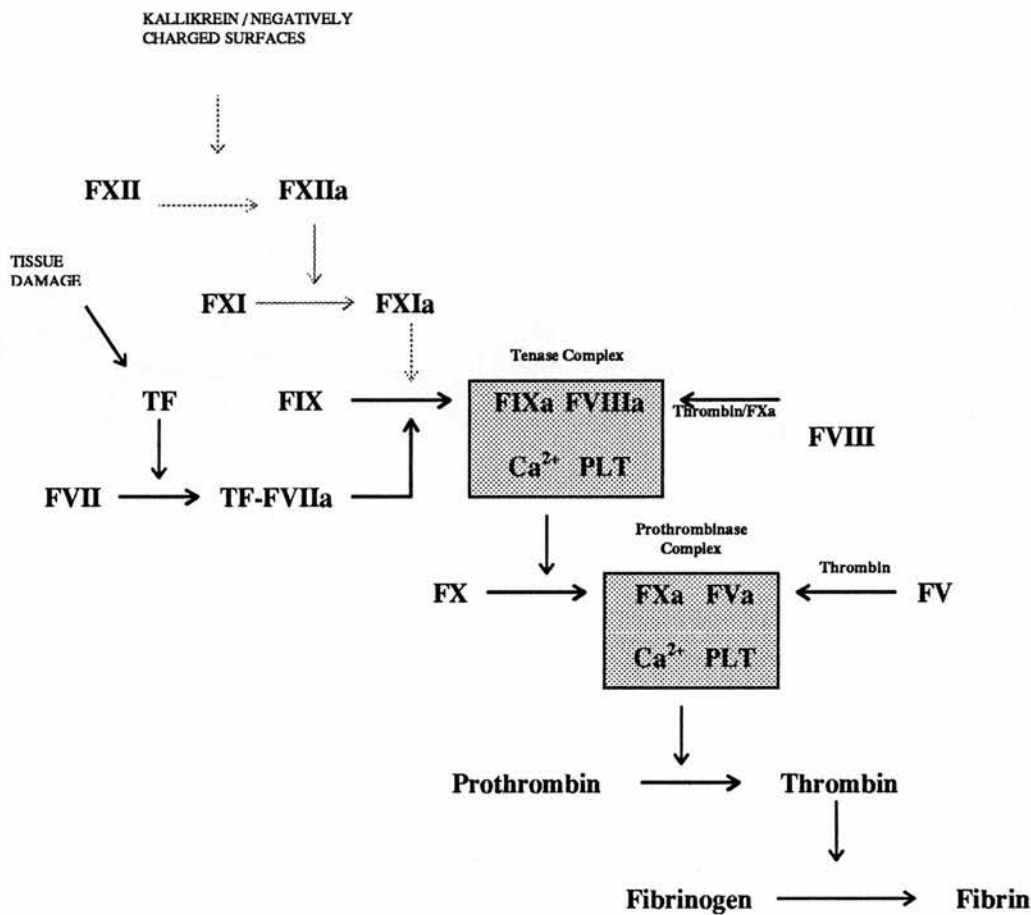 KALLIKREIN / NEGATIVELY
CHARGED SURFACES
FXII FXIIa
TISSUE
DAMAGE
FXI FXIa
Tenase Complex
TF FIX FIXa FVIIIa Thrombin/FXa
FVIII
Ca²⁺ PLT
FVII TF-FVIIa
Prothrombinase
Complex
Thrombin
FX FXa FVa FV
Ca²⁺ PLT
Prothrombin Thrombin
Fibrinogen Fibrin